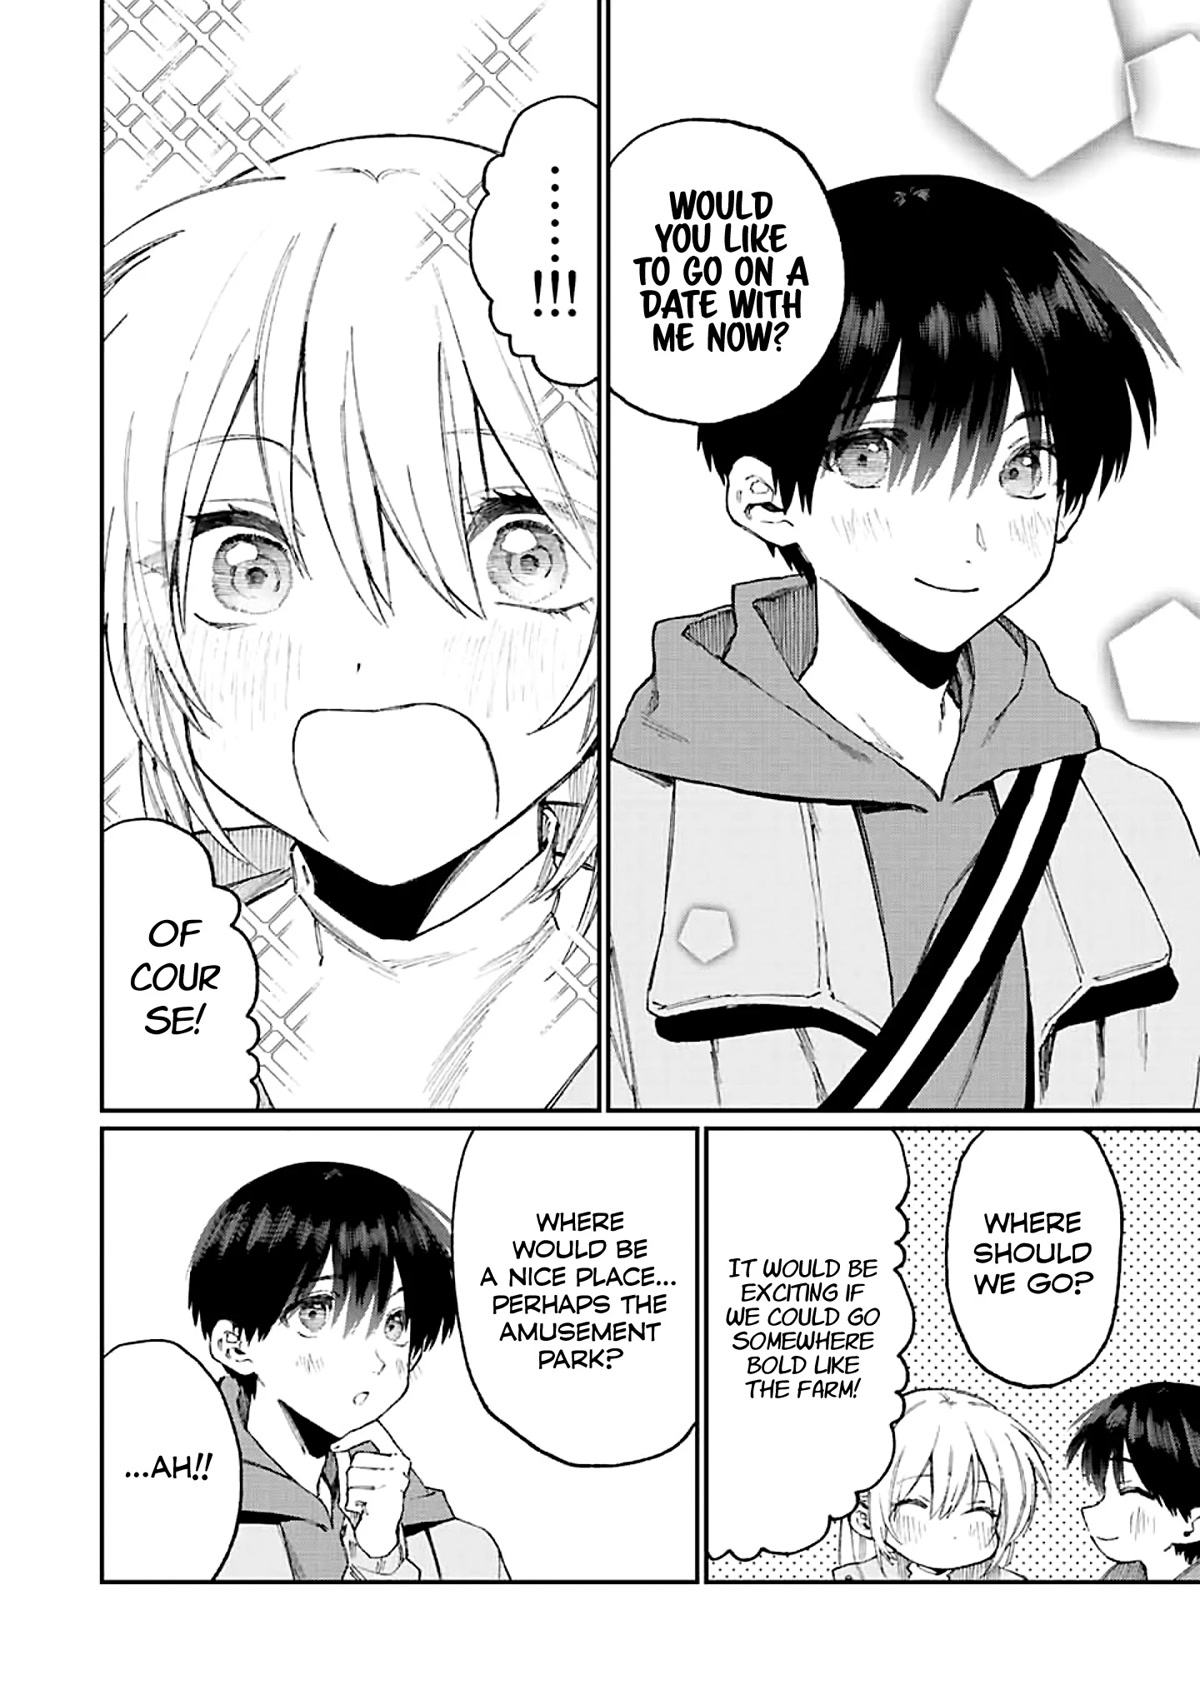 WOULD
YOU LIKE
TO GO ON A
DATE WITH
ME NOW?
......!!!
OF
COUR
SE!
WHERE
SHOULD
WE GO?
IT WOULD BE
EXCITING IF
WE COULD GO
SOMEWHERE
BOLD LIKE
THE FARM!
WHERE
WOULD BE
A NICE PLACE...
PERHAPS THE
AMUSEMENT
PARK?
...AH!!